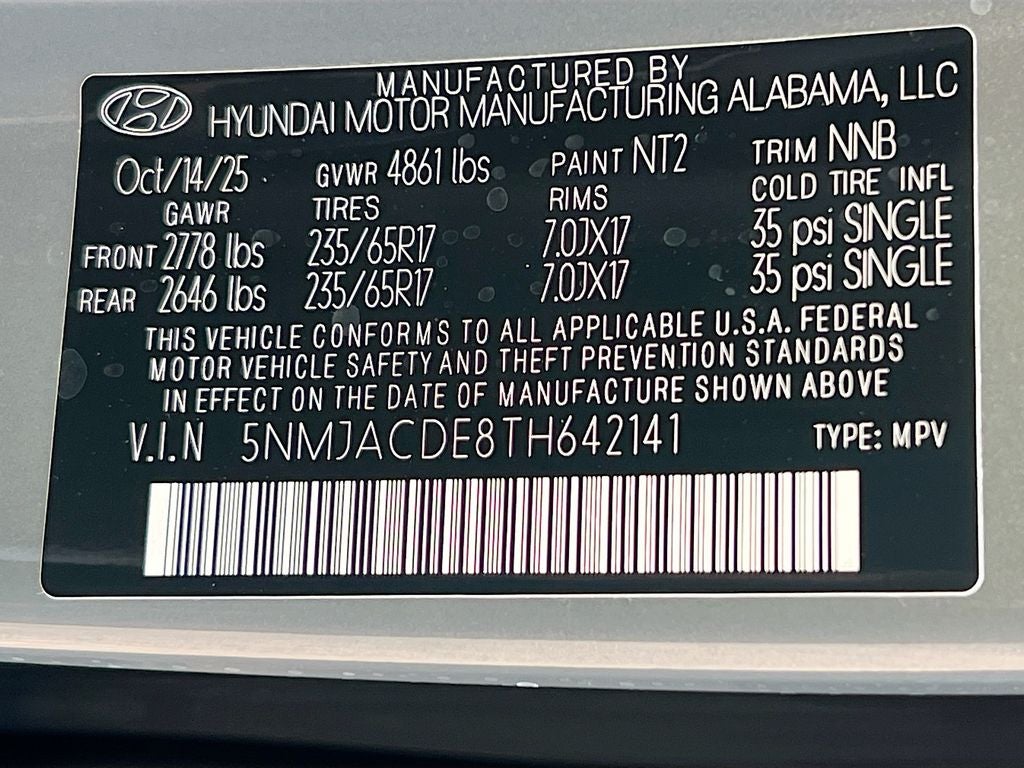 MANUFACTURED BY
HYUNDAI MOTOR MANUFACTURING ALABAMA, LLC
Oct/14/25 GVWR 4861 lbs PAINT NT2 TRIM NNB
GAWR TIRES RIMS COLD TIRE INFL
FRONT 2778 lbs 235/65R17 7.0JX17 35 psi SINGLE
REAR 2646 lbs 235/65R17 7.0JX17 35 psi SINGLE
THIS VEHICLE CONFORMS TO ALL APPLICABLE U.S.A. FEDERAL
MOTOR VEHICLE SAFETY AND THEFT PREVENTION STANDARDS
IN EFFECT ON THE DATE OF MANUFACTURE SHOWN ABOVE
V.I.N 5NMJACDE8TH642141 TYPE: MPV